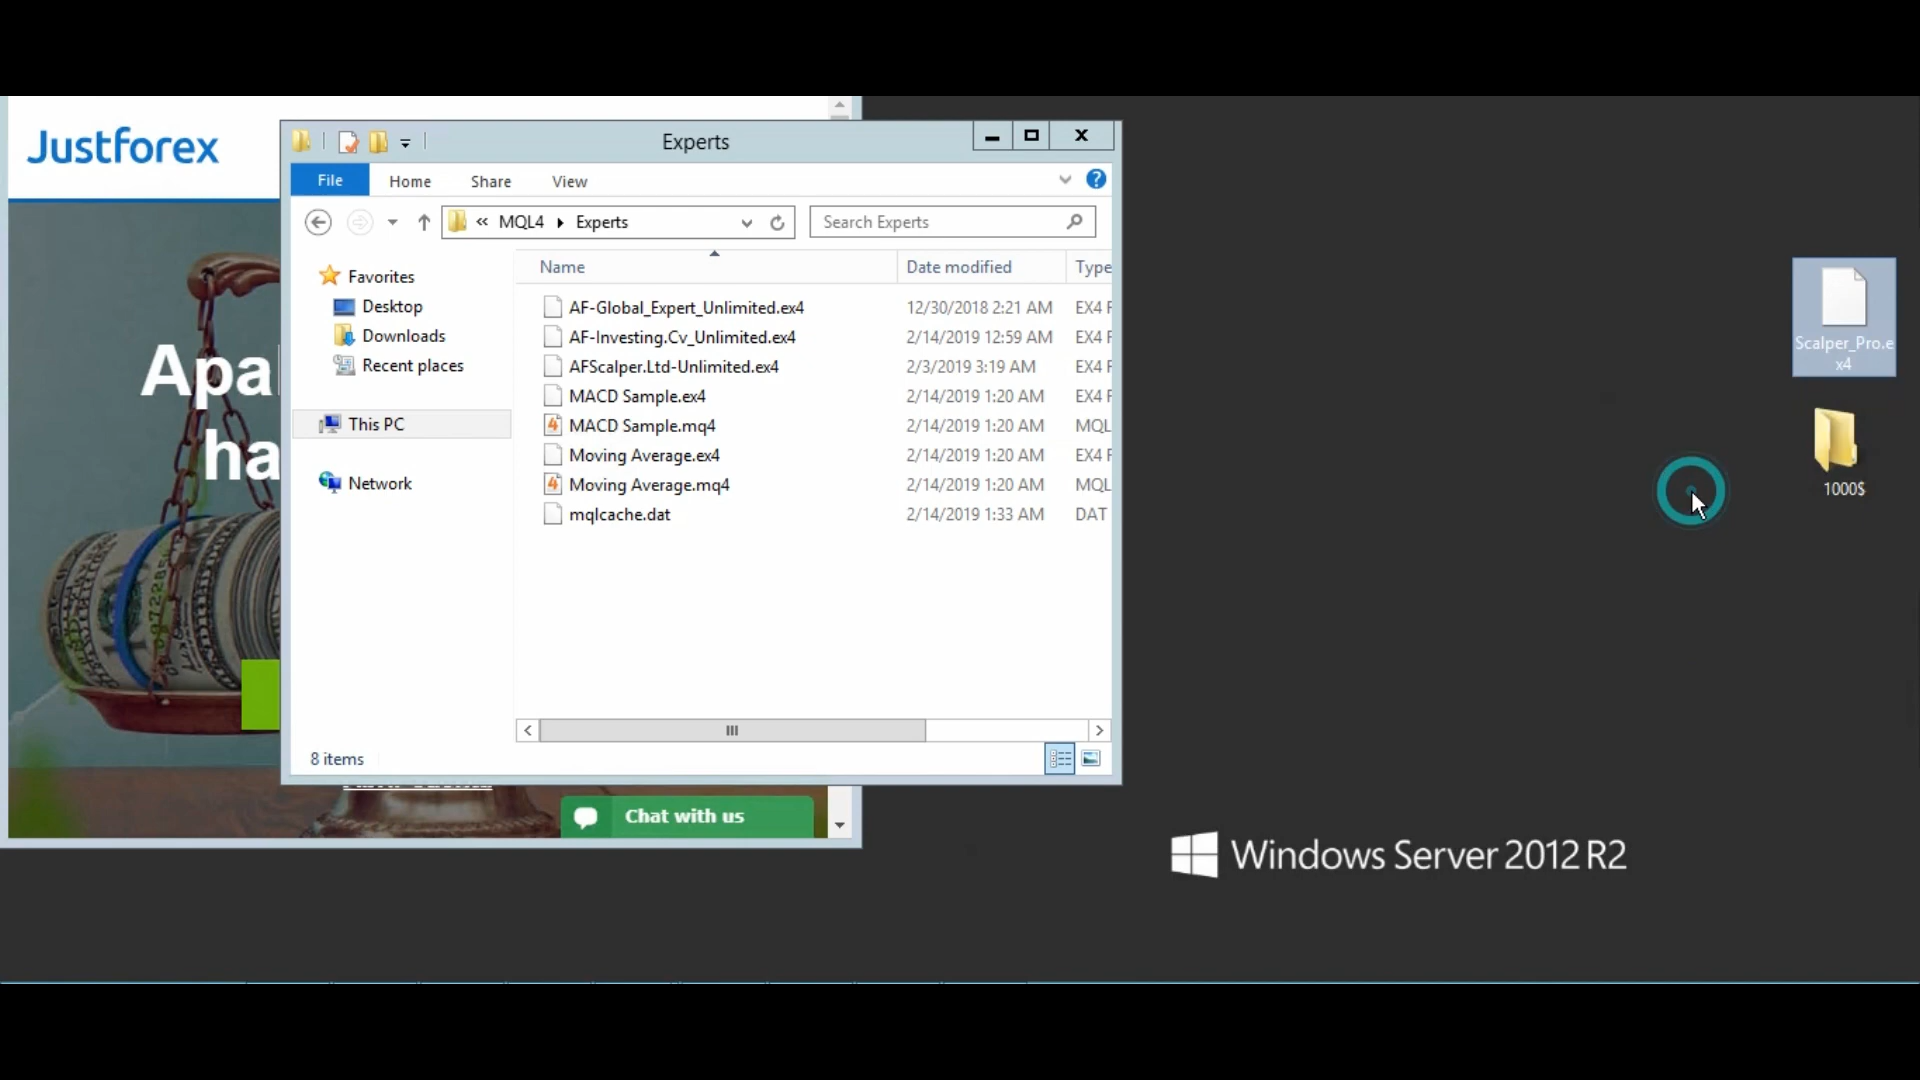 Justforex
Experts
File
Home
Share
View
« MQL4 Experts
Search Experts
Name
Date modified
Type
Favorites
Desktop
Downloads
Recent places
This PC
Network
AF-Global_Expert_Unlimited.ex4 12/30/2018 2:21 AM EX4 F
AF-Investing.Cv_Unlimited.ex4 2/14/2019 12:59 AM EX4 F
AFScalper.Ltd-Unlimited.ex4 2/3/2019 3:19 AM EX4 F
MACD Sample.ex4 2/14/2019 1:20 AM EX4 F
MACD Sample.mq4 2/14/2019 1:20 AM MQL
Moving Average.ex4 2/14/2019 1:20 AM EX4 F
Moving Average.mq4 2/14/2019 1:20 AM MQL
mqlcache.dat 2/14/2019 1:33 AM DAT
8 items
Apa
ha
Chat with us
Scalper_Pro.e
x4
1000$
Windows Server 2012 R2